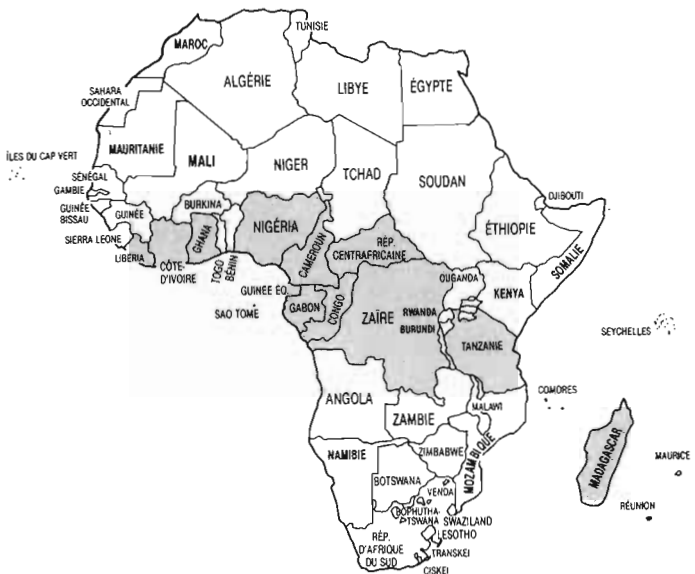 TUNISIE
MAROC
ALGÉRIE
LIBYE
ÉGYPTE
SAHARA
OCCIDENTAL
MAURITANIE
MALI
NIGER
TCHAD
SOUDAN
ÎLES DU CAP VERT
SÉNÉGAL
GAMBIE
GUINÉE
BISSAU
GUINÉE
BURKINA
NIGÉRIA
DJIBOUTI
ÉTHIOPIE
SOMALIE
SIERRA LEONE
LIBÉRIA
CÔTE-
D'IVOIRE
GHANA
TOGO
BÉNIN
CAMEROUN
RÉP.
CENTRAFRICAINE
GUINÉE ÉQ.
SAO TOMÉ
GABON
CONGO
ZAÏRE
OUGANDA
KENYA
RWANDA
BURUNDI
TANZANIE
SEYCHELLES
COMORES
ANGOLA
ZAMBIE
MALAWI
MOZAMBIQUE
ZIMBABWE
NAMIBIE
BOTSWANA
VENDA
BOPHUTHA-
TSWANA
SWAZILAND
LESOTHO
RÉP.
D'AFRIQUE
DU SUD
TRANSKEI
CISKEI
MADAGASCAR
MAURICE
RÉUNION